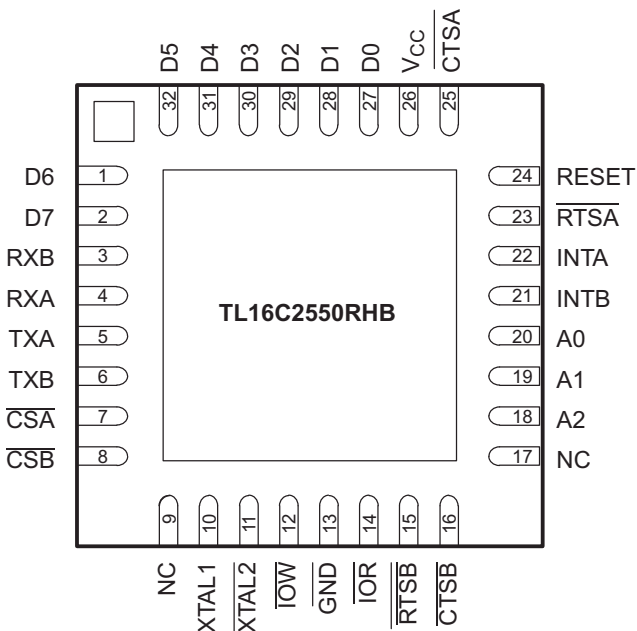 D5 D4 D3 D2 D1 D0 VCC CTSA
32 31 30 29 28 27 26 25
D6 1 24 RESET
D7 2 23 RTSA
RXB 3 22 INTA
RXA 4 21 INTB
TXA 5 TL16C2550RHB 20 A0
TXB 6 19 A1
CSA 7 18 A2
CSB 8 17 NC
9 10 11 12 13 14 15 16
NC XTAL1 XTAL2 IOW GND IOR RTSB CTSB